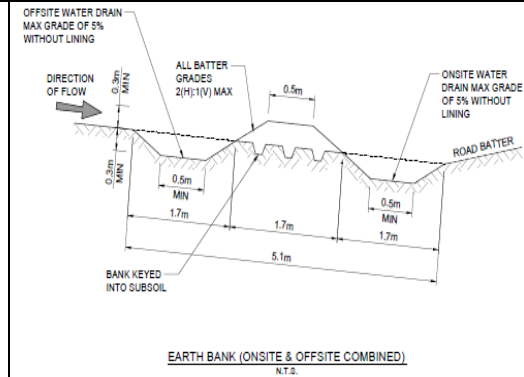 OFFSITE WATER DRAIN
MAX GRADE OF 5%
WITHOUT LINING
DIRECTION
OF FLOW
0.3m
MIN
ALL BATTER
GRADES
2(H):1(V) MAX
0.5m
ONSITE WATER
DRAIN MAX GRADE
OF 5% WITHOUT
LINING
ROAD BATTER
0.3m
MIN
0.5m
MIN
0.5m
MIN
1.7m
1.7m
1.7m
5.1m
BANK KEYED
INTO SUBSOIL
EARTH BANK (ONSITE & OFFSITE COMBINED)
N.T.S.